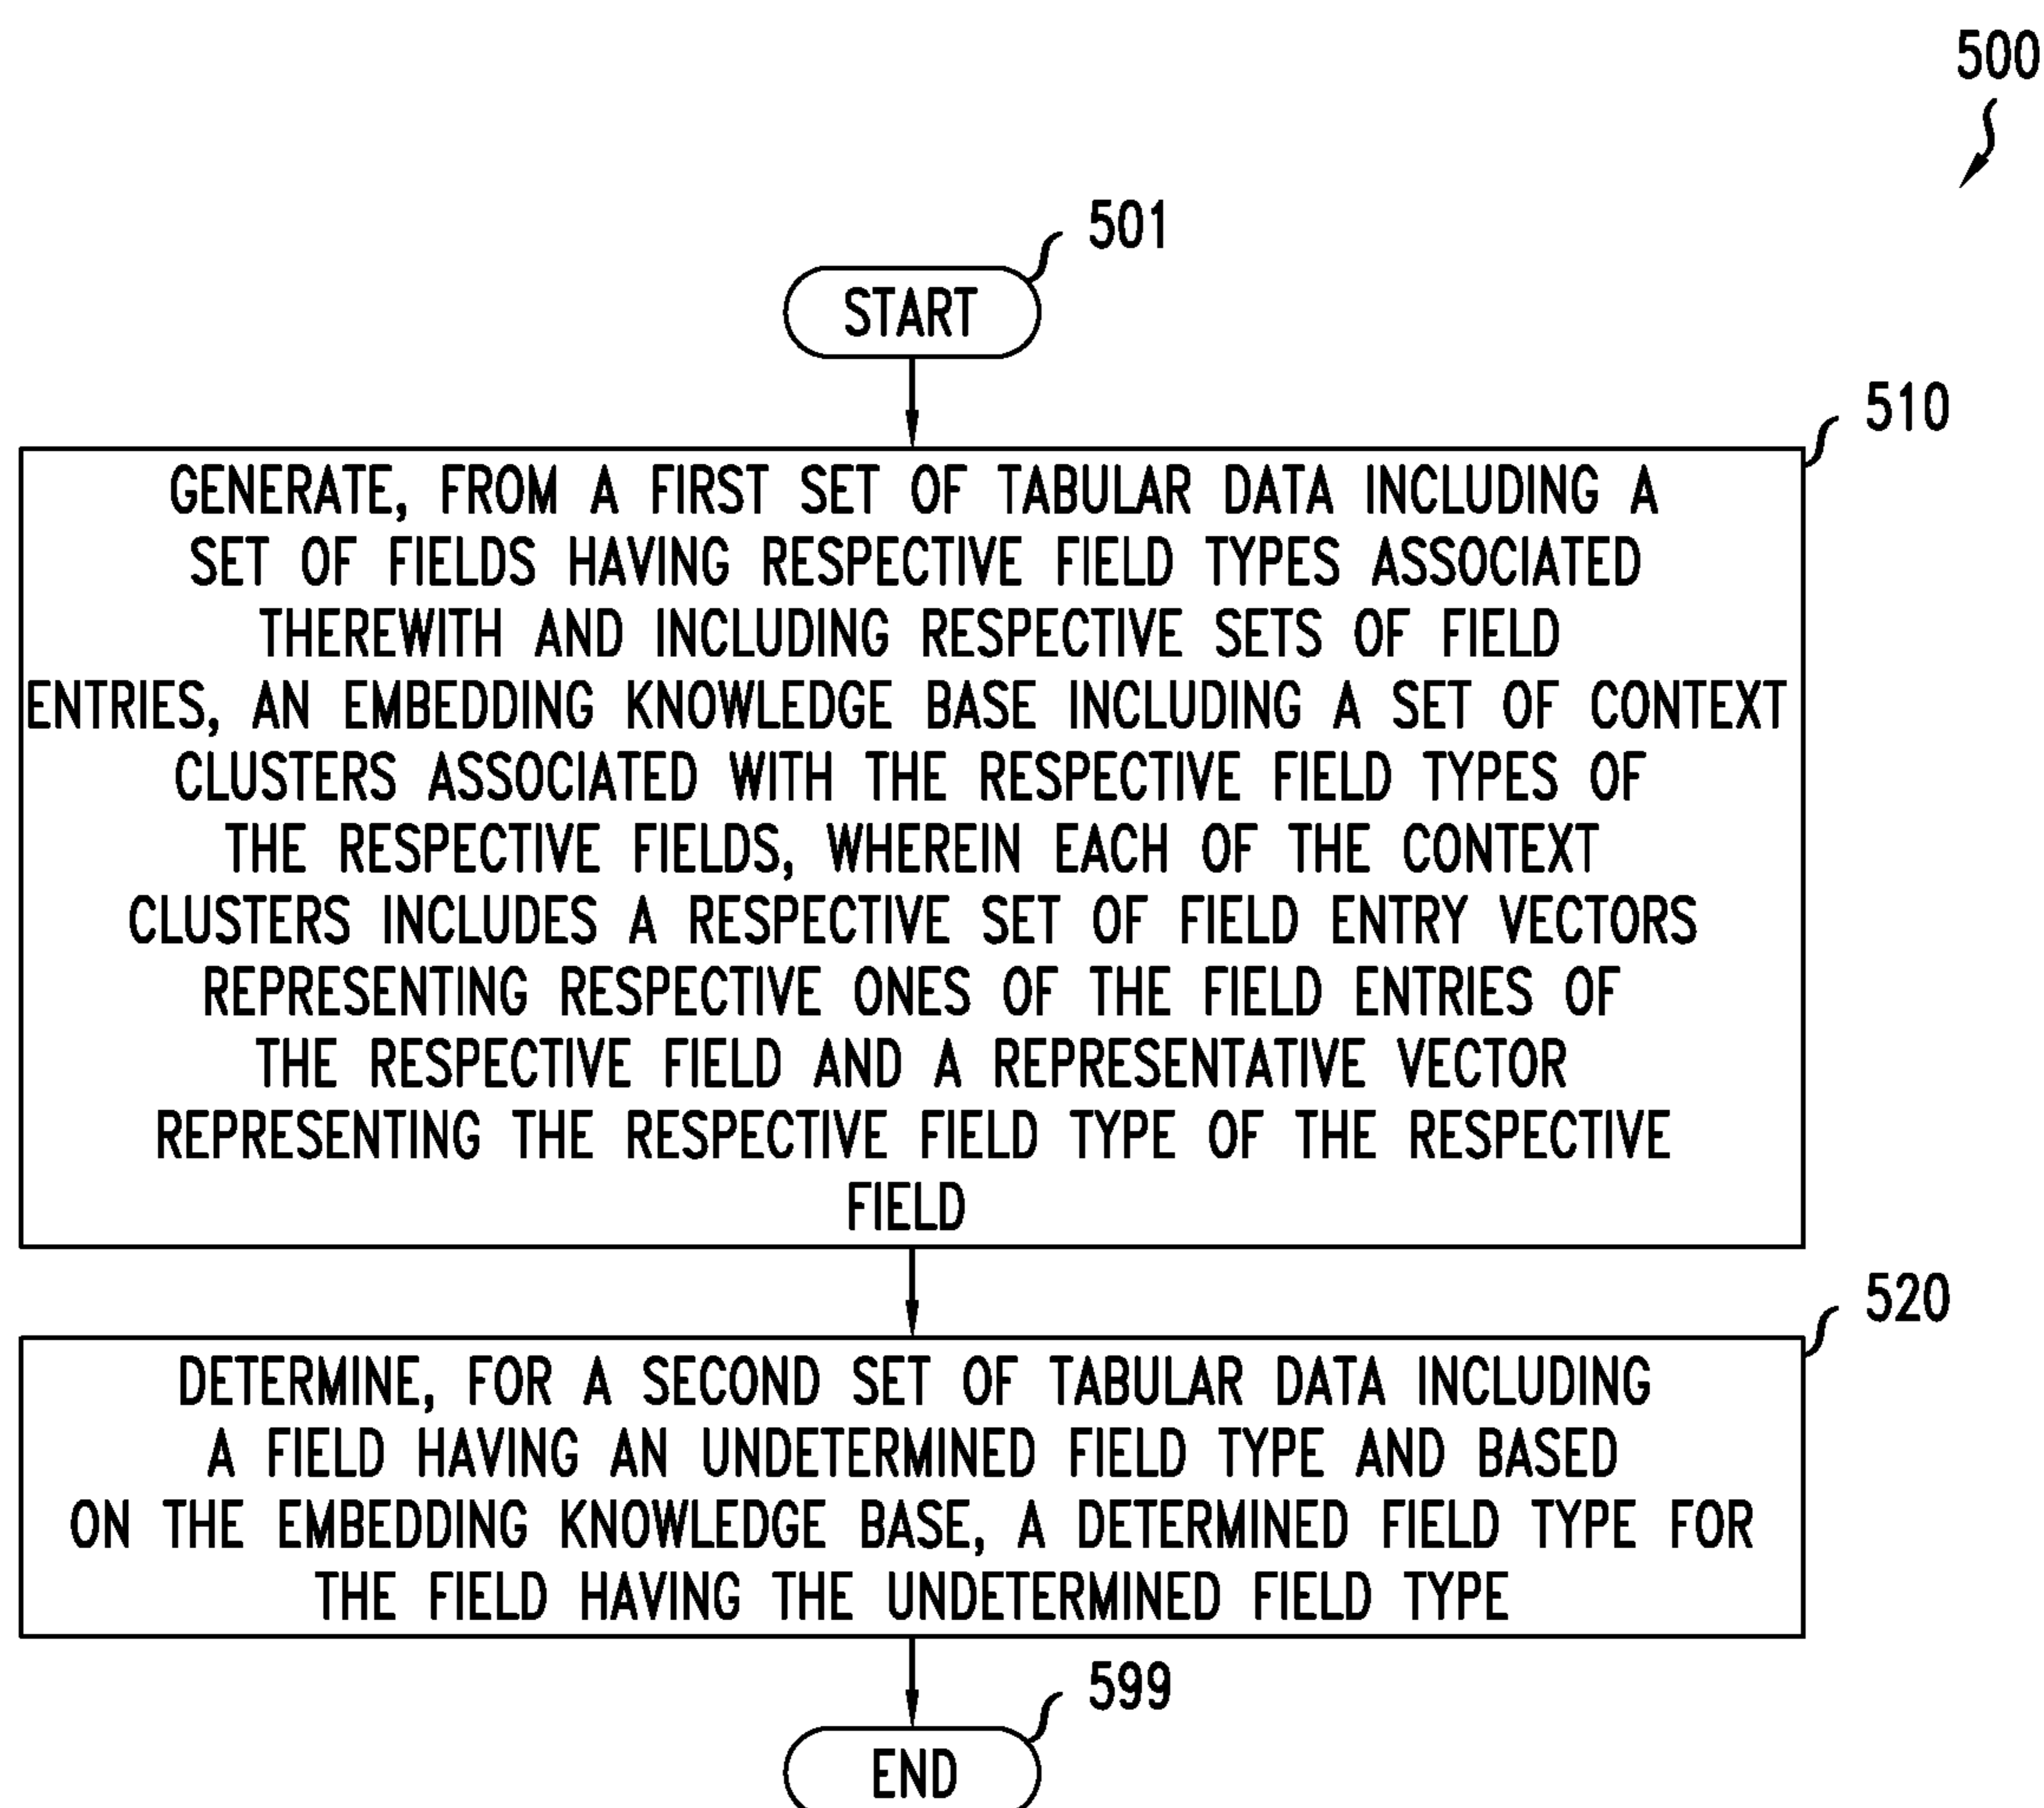 500
501
START
510
GENERATE, FROM A FIRST SET OF TABULAR DATA INCLUDING A
SET OF FIELDS HAVING RESPECTIVE FIELD TYPES ASSOCIATED
THEREWITH AND INCLUDING RESPECTIVE SETS OF FIELD
ENTRIES, AN EMBEDDING KNOWLEDGE BASE INCLUDING A SET OF CONTEXT
CLUSTERS ASSOCIATED WITH THE RESPECTIVE FIELD TYPES OF
THE RESPECTIVE FIELDS, WHEREIN EACH OF THE CONTEXT
CLUSTERS INCLUDES A RESPECTIVE SET OF FIELD ENTRY VECTORS
REPRESENTING RESPECTIVE ONES OF THE FIELD ENTRIES OF
THE RESPECTIVE FIELD AND A REPRESENTATIVE VECTOR
REPRESENTING THE RESPECTIVE FIELD TYPE OF THE RESPECTIVE
FIELD
520
DETERMINE, FOR A SECOND SET OF TABULAR DATA INCLUDING
A FIELD HAVING AN UNDETERMINED FIELD TYPE AND BASED
ON THE EMBEDDING KNOWLEDGE BASE, A DETERMINED FIELD TYPE FOR
THE FIELD HAVING THE UNDETERMINED FIELD TYPE
599
END